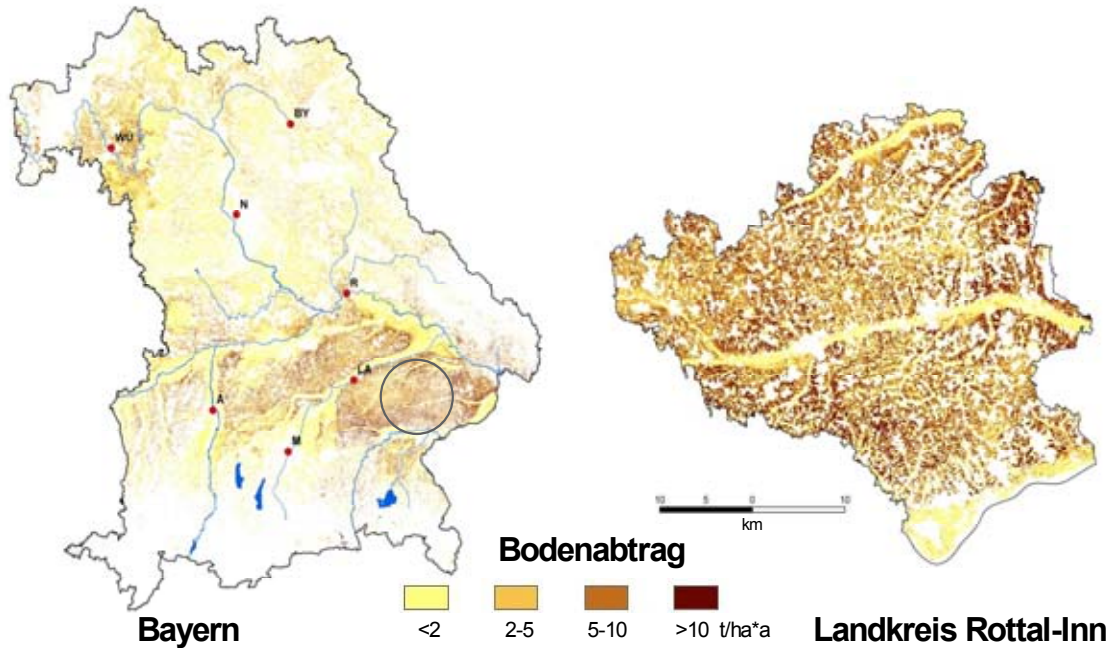 BY
WU
N
R
LA
A
M
10 5 0 10
km
Bodenabtrag
<2 2-5 5-10 >10 t/ha*a
Bayern
Landkreis Rottal-Inn